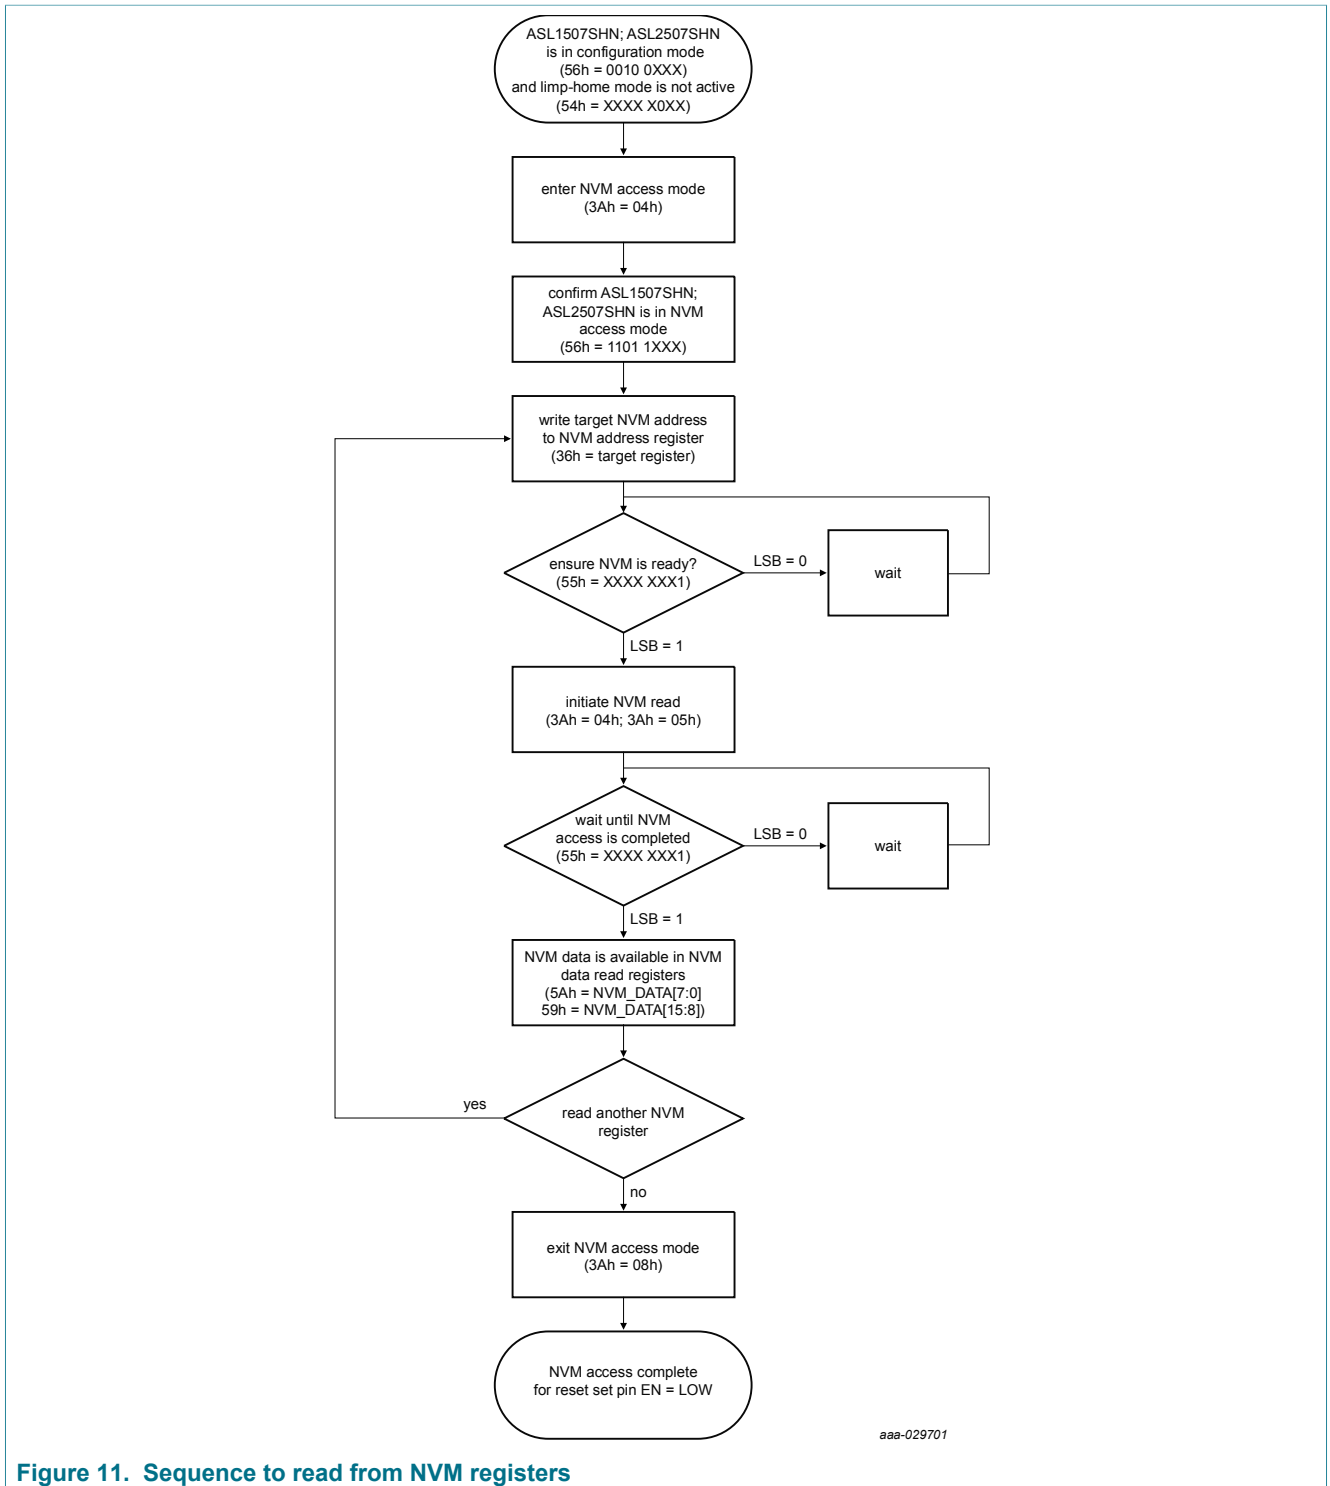 ASL1507SHN; ASL2507SHN
is in configuration mode
(56h = 0010 0XXX)
and limp-home mode is not active
(54h = XXXX X0XX)
enter NVM access mode
(3Ah = 04h)
confirm ASL1507SHN;
ASL2507SHN is in NVM
access mode
(56h = 1101 1XXX)
write target NVM address
to NVM address register
(36h = target register)
ensure NVM is ready?
(55h = XXXX XXX1)
LSB = 0
wait
LSB = 1
initiate NVM read
(3Ah = 04h; 3Ah = 05h)
wait until NVM
access is completed
(55h = XXXX XXX1)
LSB = 0
wait
LSB = 1
NVM data is available in NVM
data read registers
(5Ah = NVM_DATA[7:0]
59h = NVM_DATA[15:8])
yes
read another NVM
register
no
exit NVM access mode
(3Ah = 08h)
NVM access complete
for reset set pin EN = LOW
aaa-029701
Figure 11. Sequence to read from NVM registers